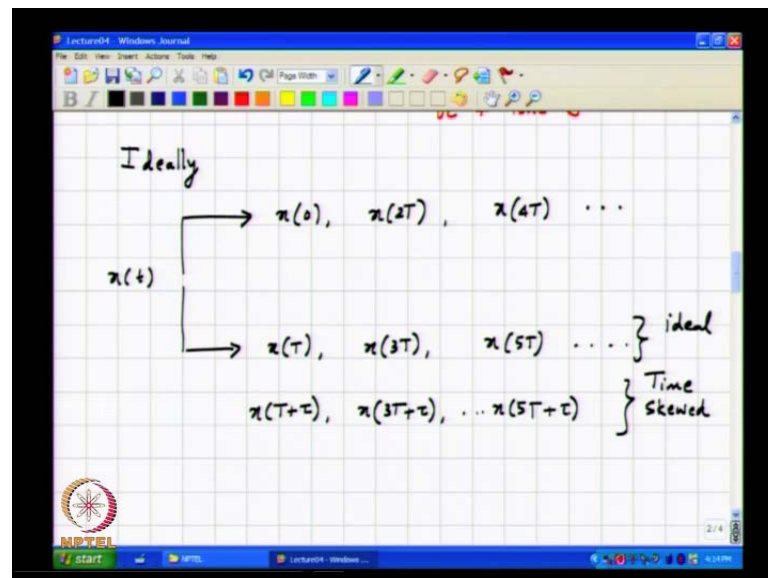 Lecture04 - Windows Journal
File Edit View Insert Actions Tools Help
Page Width
B I
Ideally
x(0), x(2T), x(4T) ...
x(t)
x(T), x(3T), x(5T) .... } ideal
x(T+τ), x(3T+τ), ... x(5T+τ) } Time
Skewed
2/4
NPTEL
start NPTEL Lecture04 - Windows ... 4:24 PM